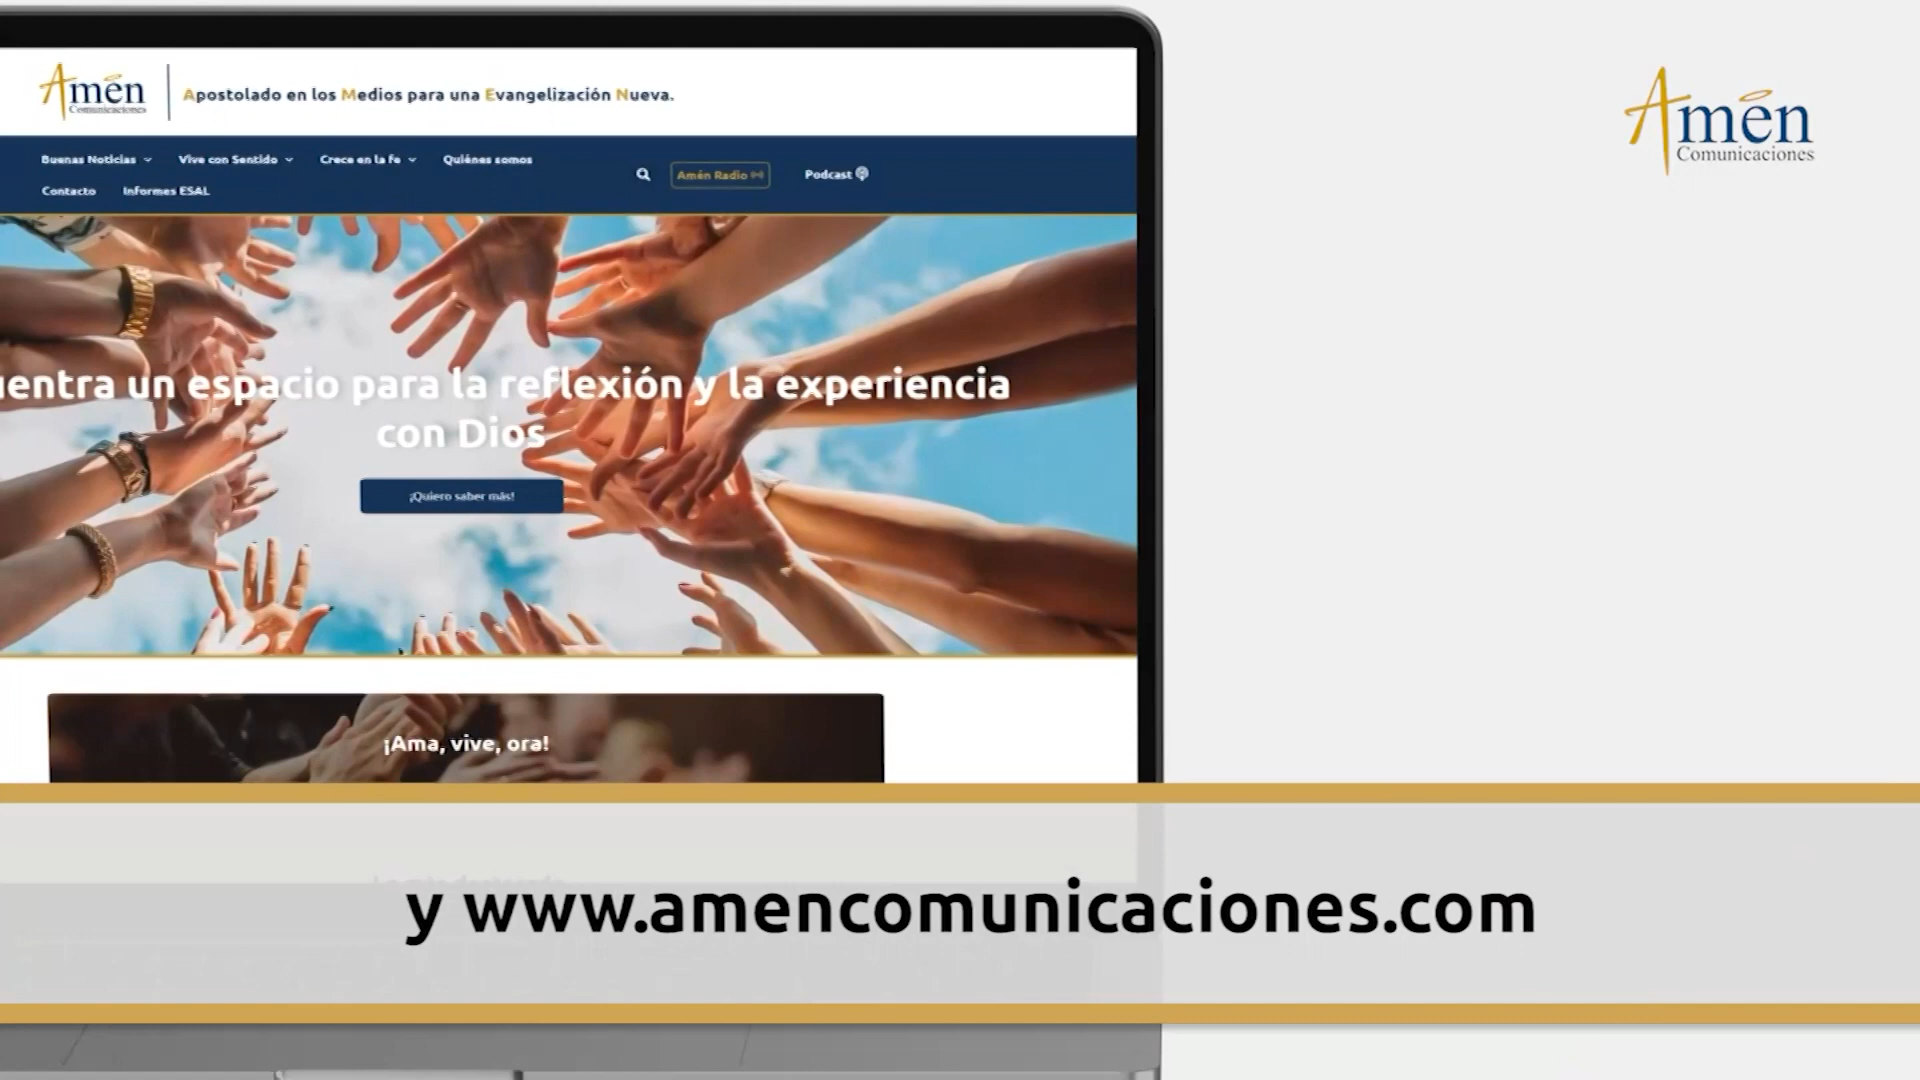 Amén
Comunicaciones
Apostolado en los Medios para una Evangelización Nueva.
Amén
Comunicaciones
Buenas Noticias
Vive con Sentido
Crece en la fe
Quiénes somos
Amén Radio
Podcast
Contacto
Informes ESAL
un espacio para la reflexión y la experiencia
con Dios
¡Quiero saber más!
¡Ama, vive, ora!
y www.amencomunicaciones.com